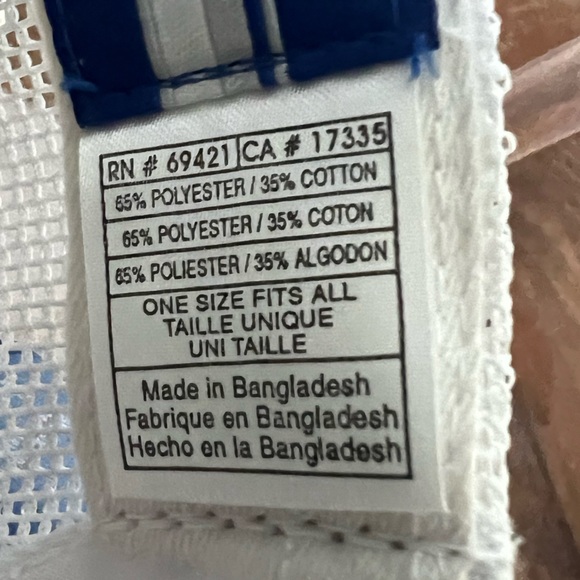 RN # 69421 CA # 17335
65% POLYESTER / 35% COTTON
65% POLYESTER / 35% COTON
65% POLIESTER / 35% ALGODON
ONE SIZE FITS ALL
TAILLE UNIQUE
UNI TAILLE
Made in Bangladesh
Fabrique en Bangladesh
Hecho en la Bangladesh